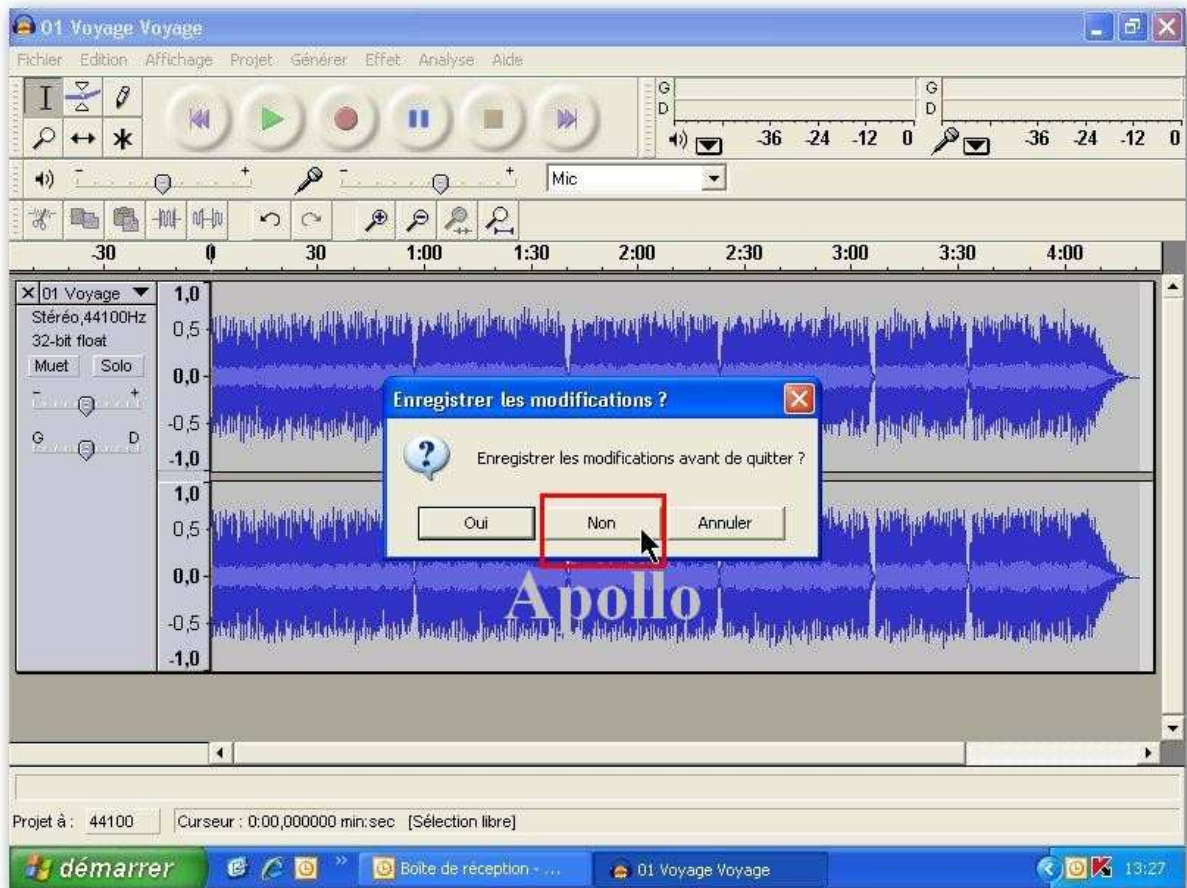 01 Voyage Voyage
Fichier Edition Affichage Projet Générer Effet Analyse Aide
G
D
-36 -24 -12 0
G
D
-36 -24 -12 0
- +
- +
Mic
-30 0 30 1:00 1:30 2:00 2:30 3:00 3:30 4:00
X 01 Voyage
Stéréo,44100Hz
32-bit float
Muet Solo
- +
G D
1,0
0,5
0,0
-0,5
-1,0
1,0
0,5
0,0
-0,5
-1,0
Enregistrer les modifications ?
Enregistrer les modifications avant de quitter ?
Oui Non Annuler
Apollo
Projet à : 44100 Curseur : 0:00,000000 min:sec [Sélection libre]
démarrer Boîte de réception - ... 01 Voyage Voyage 13:27